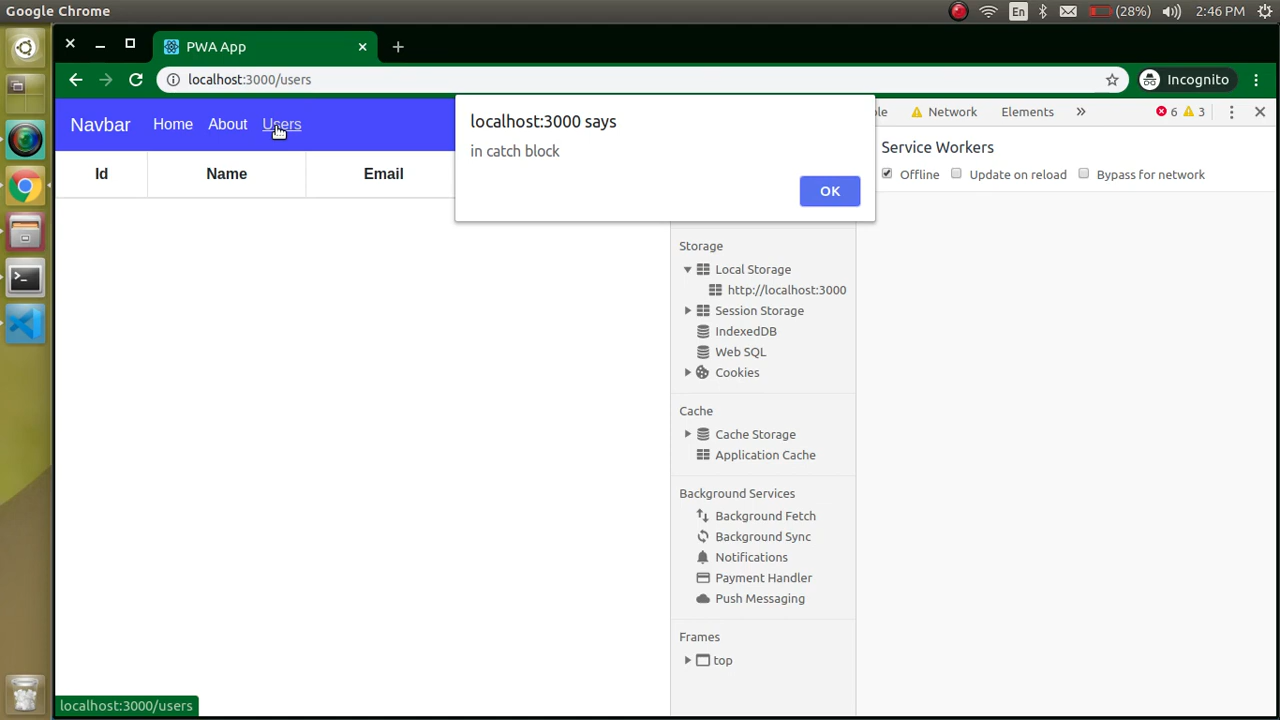 Google Chrome
En
(28%)
2:46 PM
PWA App
localhost:3000/users
Incognito
Navbar
Home
About
Users
localhost:3000 says
in catch block
OK
Network
Elements
6
3
Id
Name
Email
Service Workers
Offline
Update on reload
Bypass for network
Storage
Local Storage
http://localhost:3000
Session Storage
IndexedDB
Web SQL
Cookies
Cache
Cache Storage
Application Cache
Background Services
Background Fetch
Background Sync
Notifications
Payment Handler
Push Messaging
Frames
top
localhost:3000/users